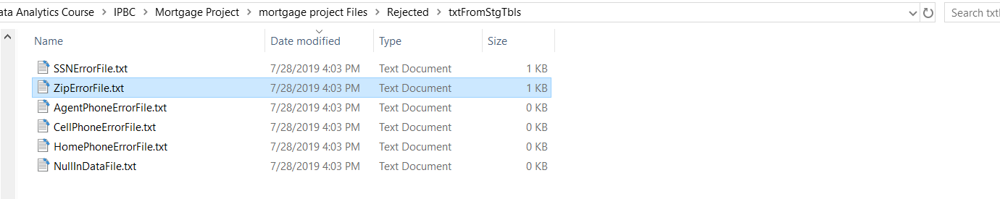 ata Analytics Course > IPBC > Mortgage Project > mortgage project Files > Rejected > txtFromStgTbls Search txtl
Name Date modified Type Size
SSNErrorFile.txt 7/28/2019 4:03 PM Text Document 1 KB
ZipErrorFile.txt 7/28/2019 4:03 PM Text Document 1 KB
AgentPhoneErrorFile.txt 7/28/2019 4:03 PM Text Document 0 KB
CellPhoneErrorFile.txt 7/28/2019 4:03 PM Text Document 0 KB
HomePhoneErrorFile.txt 7/28/2019 4:03 PM Text Document 0 KB
NullInDataFile.txt 7/28/2019 4:03 PM Text Document 0 KB